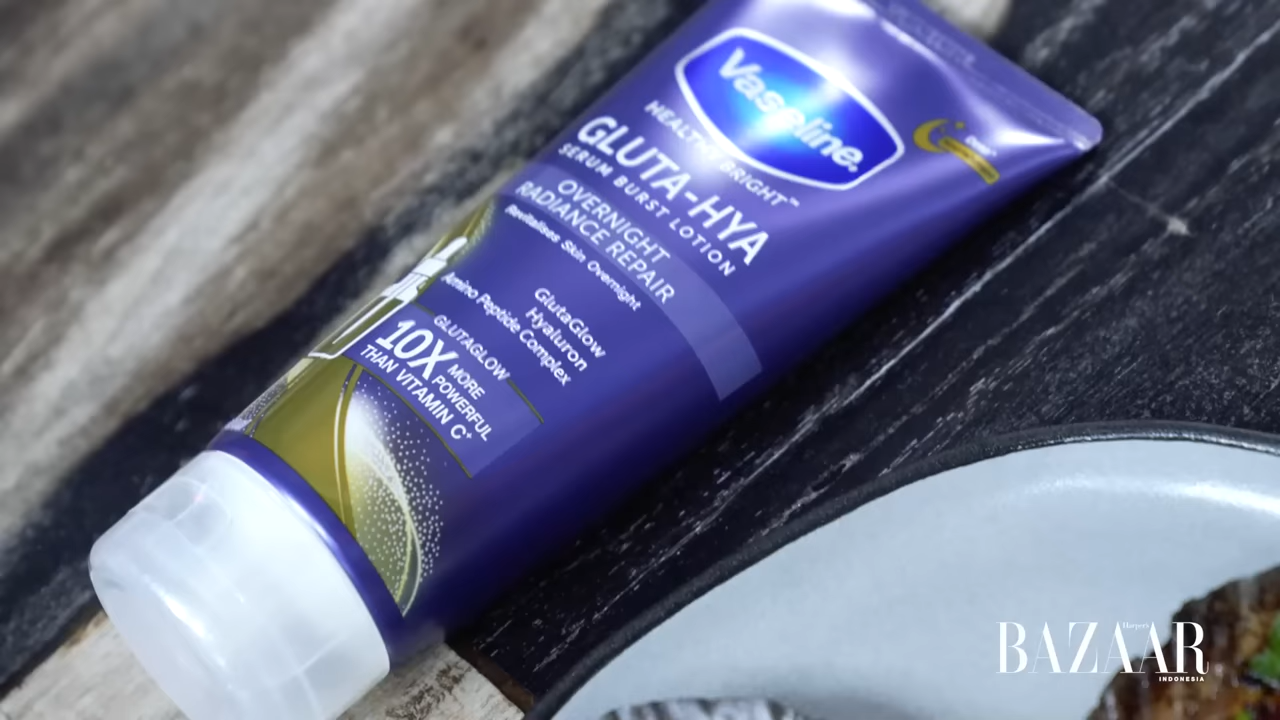 Vaseline.
HEALTHY BRIGHT™
GLUTA-HYA
SERUM BURST LOTION
OVERNIGHT
RADIANCE REPAIR
Revitalises Skin Overnight
GlutaGlow
Hyaluron
Amino Peptide Complex
GLUTAGLOW
10X MORE
POWERFUL
THAN VITAMIN C+
Harper's
BAZAAR
INDONESIA